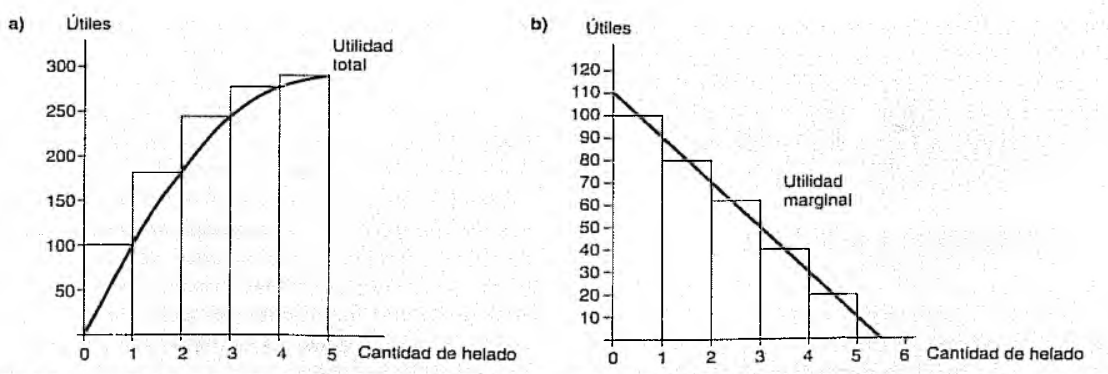 a)
Útiles
Utilidad
total
300
250
200
150
100
50
0 1 2 3 4 5
Cantidad de helado
b)
Útiles
120
110
100
90
80
70
60
50
40
30
20
10
Utilidad
marginal
0 1 2 3 4 5 6
Cantidad de helado